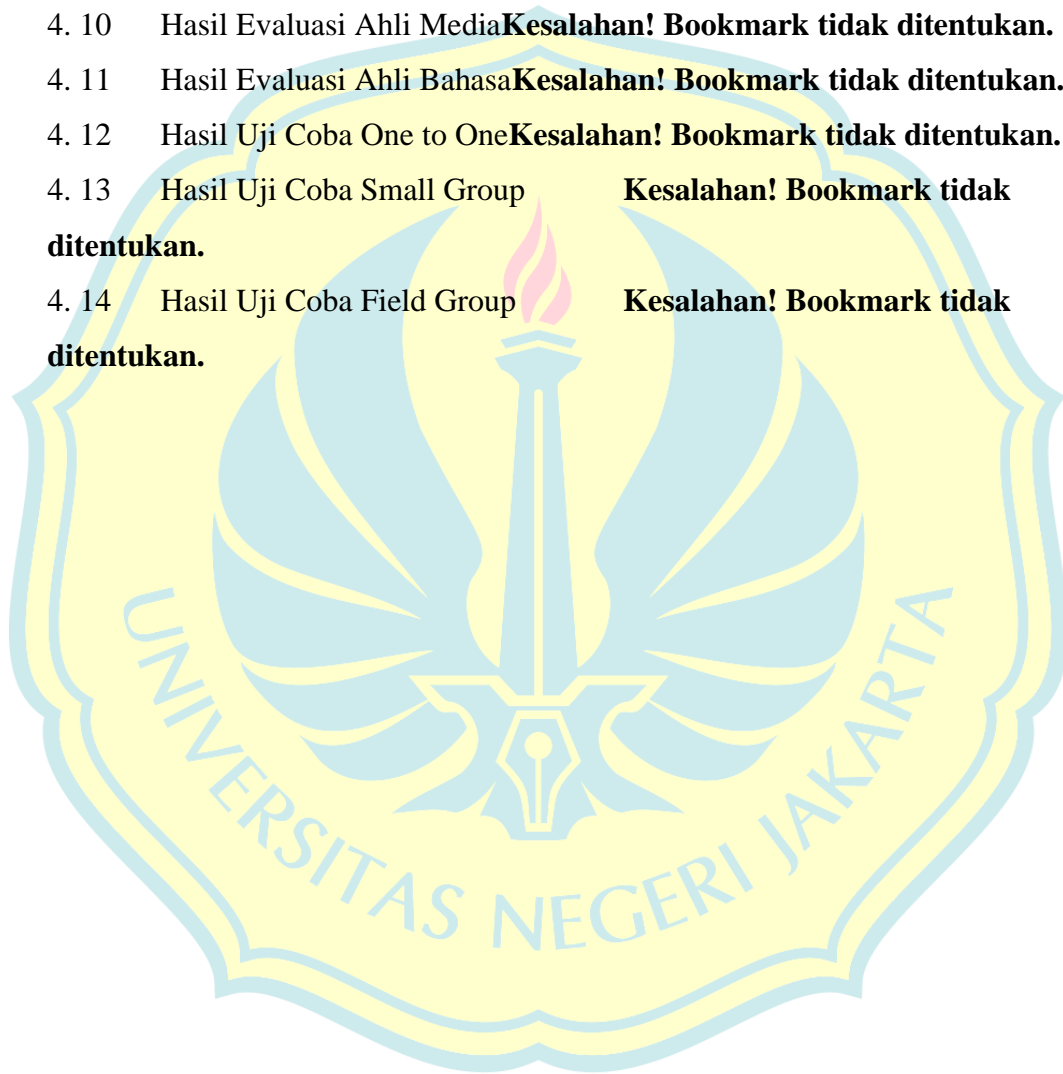 4. 10 Hasil Evaluasi Ahli MediaKesalahan! Bookmark tidak ditentukan.
4. 11 Hasil Evaluasi Ahli BahasaKesalahan! Bookmark tidak ditentukan.
4. 12 Hasil Uji Coba One to OneKesalahan! Bookmark tidak ditentukan.
4. 13 Hasil Uji Coba Small Group Kesalahan! Bookmark tidak
ditentukan.
4. 14 Hasil Uji Coba Field Group Kesalahan! Bookmark tidak
ditentukan.
UNIVERSITAS NEGERI JAKARTA